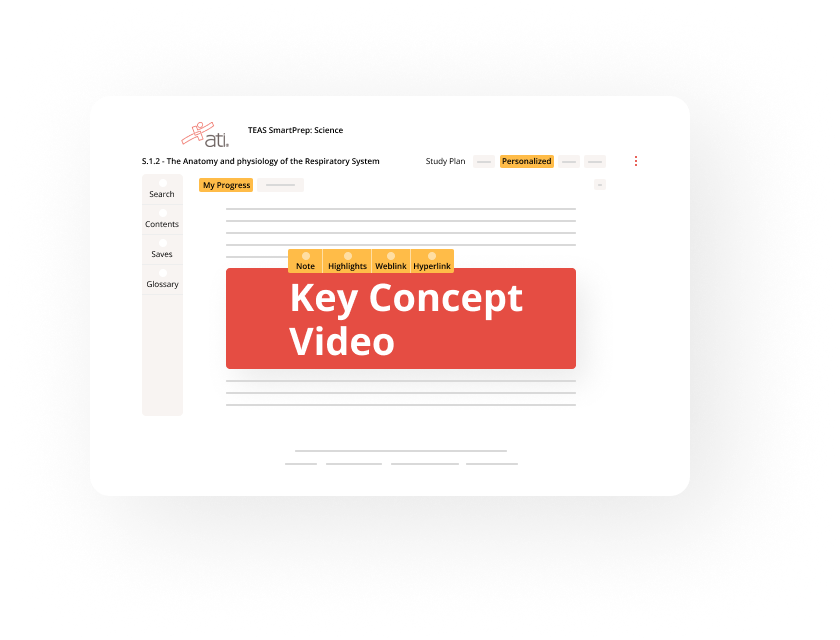 ati
TEAS SmartPrep: Science
S.1.2 - The Anatomy and physiology of the Respiratory System
Study Plan
Personalized
My Progress
Search
Contents
Saves
Glossary
Note Highlights Weblink Hyperlink
Key Concept
Video